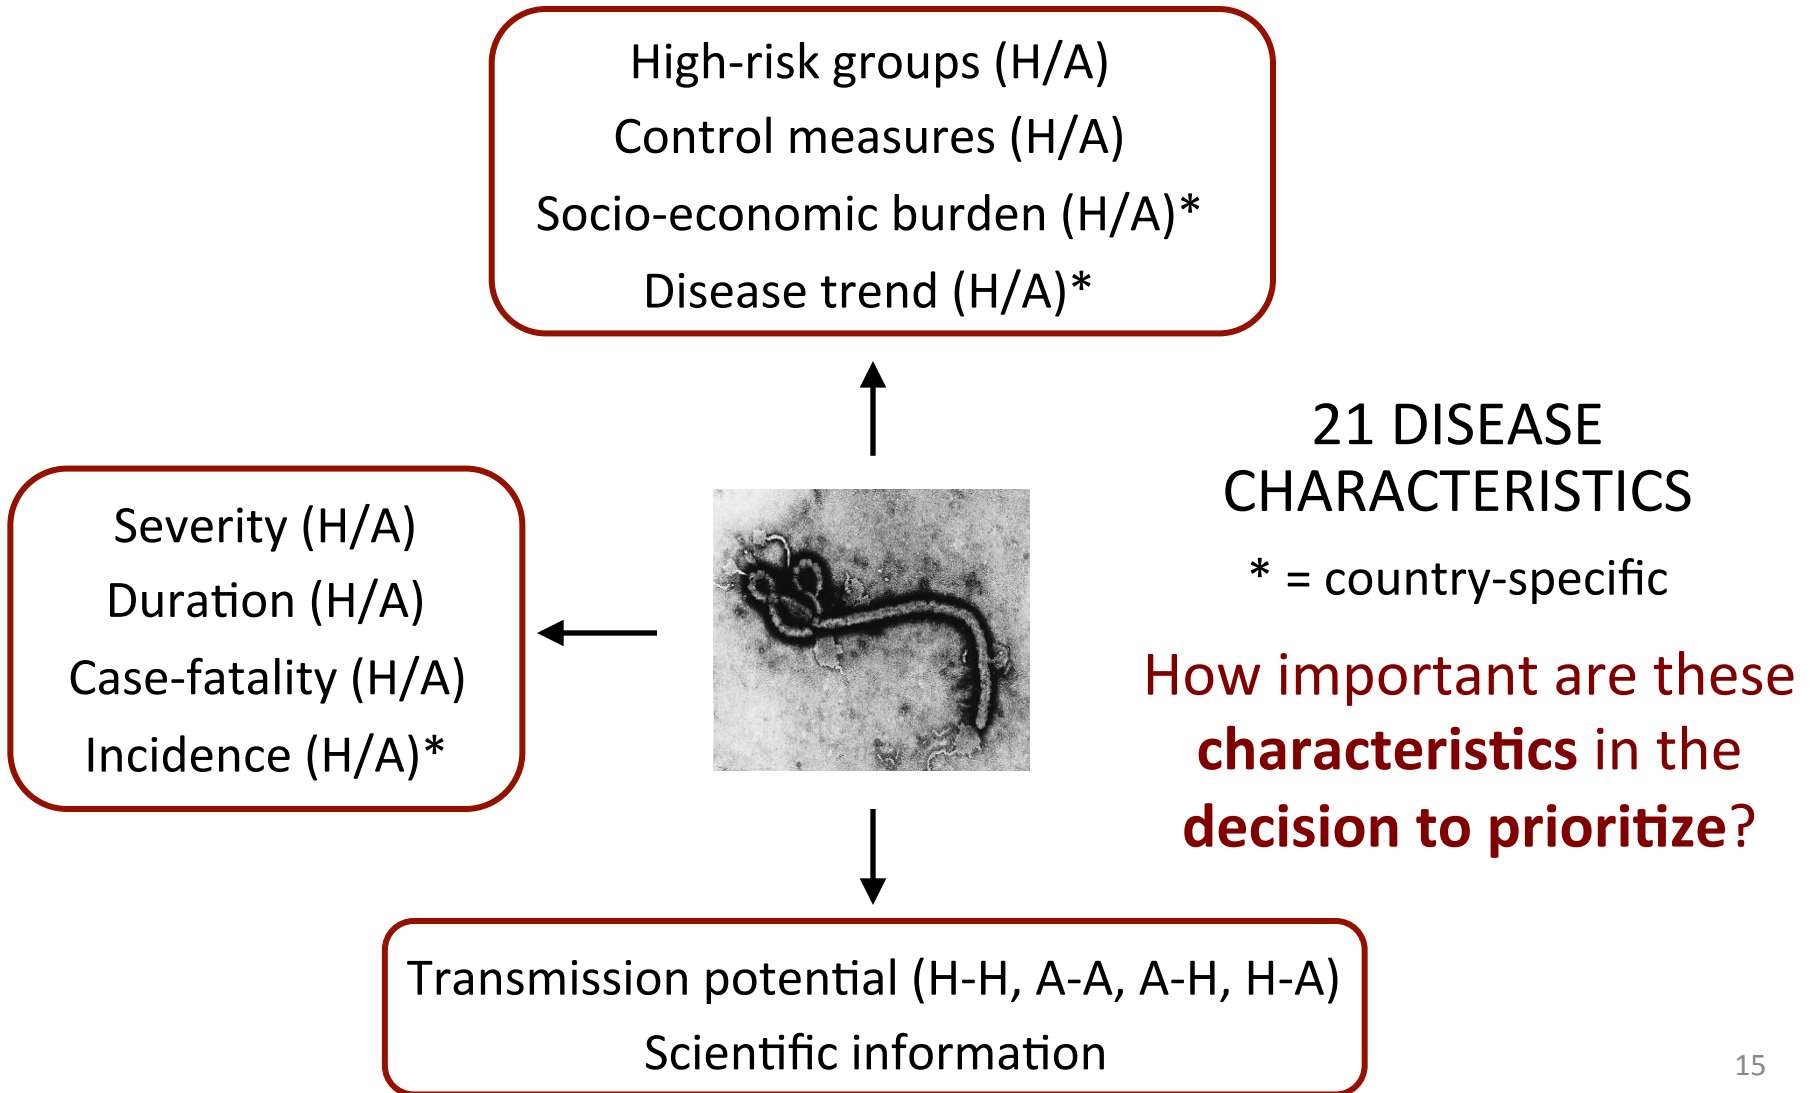 High-risk groups (H/A)
Control measures (H/A)
Socio-economic burden (H/A)*
Disease trend (H/A)*
21 DISEASE
CHARACTERISTICS
* = country-specific
How important are these
characteristics in the
decision to prioritize?
Severity (H/A)
Duration (H/A)
Case-fatality (H/A)
Incidence (H/A)*
Transmission potential (H-H, A-A, A-H, H-A)
Scientific information
15